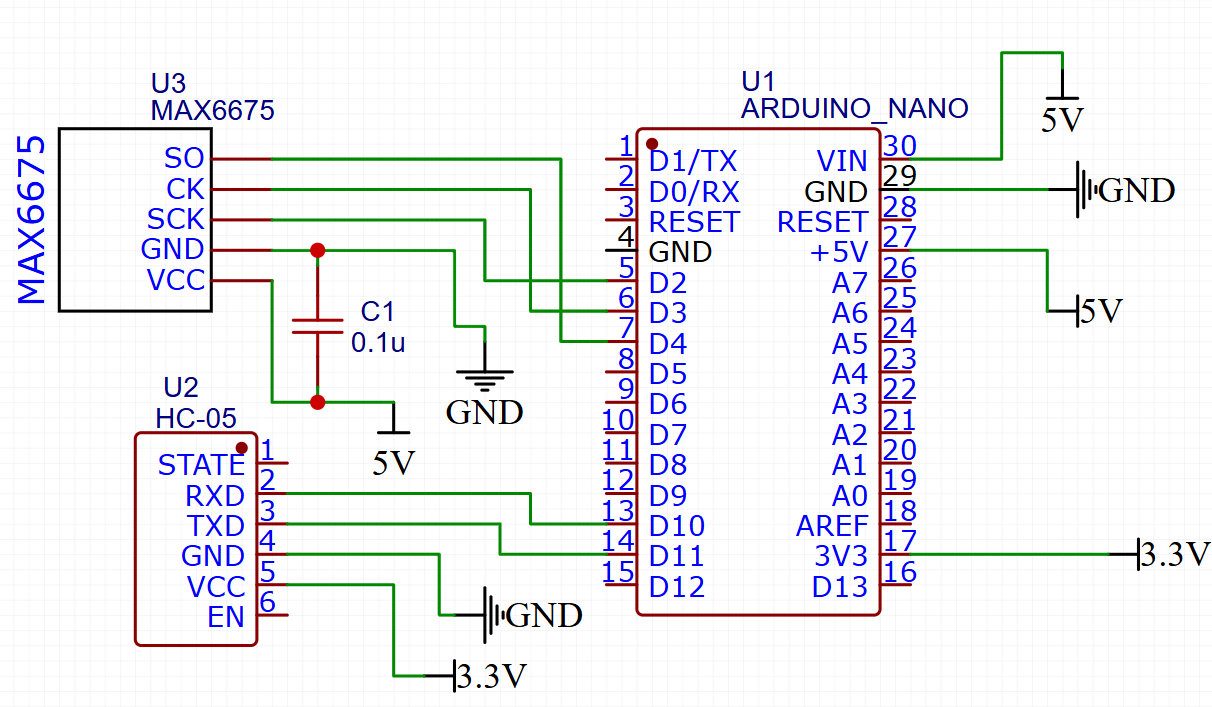 U3
MAX6675
MAX6675
SO
CK
SCK
GND
VCC
C1
0.1u
GND
5V
U2
HC-05
STATE 1
RXD 2
TXD 3
GND 4
VCC 5
EN 6
GND
3.3V
U1
ARDUINO_NANO
1 D1/TX VIN 30
2 D0/RX GND 29
3 RESET RESET 28
4 GND +5V 27
5 D2 A7 26
6 D3 A6 25
7 D4 A5 24
8 D5 A4 23
9 D6 A3 22
10 D7 A2 21
11 D8 A1 20
12 D9 A0 19
13 D10 AREF 18
14 D11 3V3 17
15 D12 D13 16
5V
GND
5V
3.3V